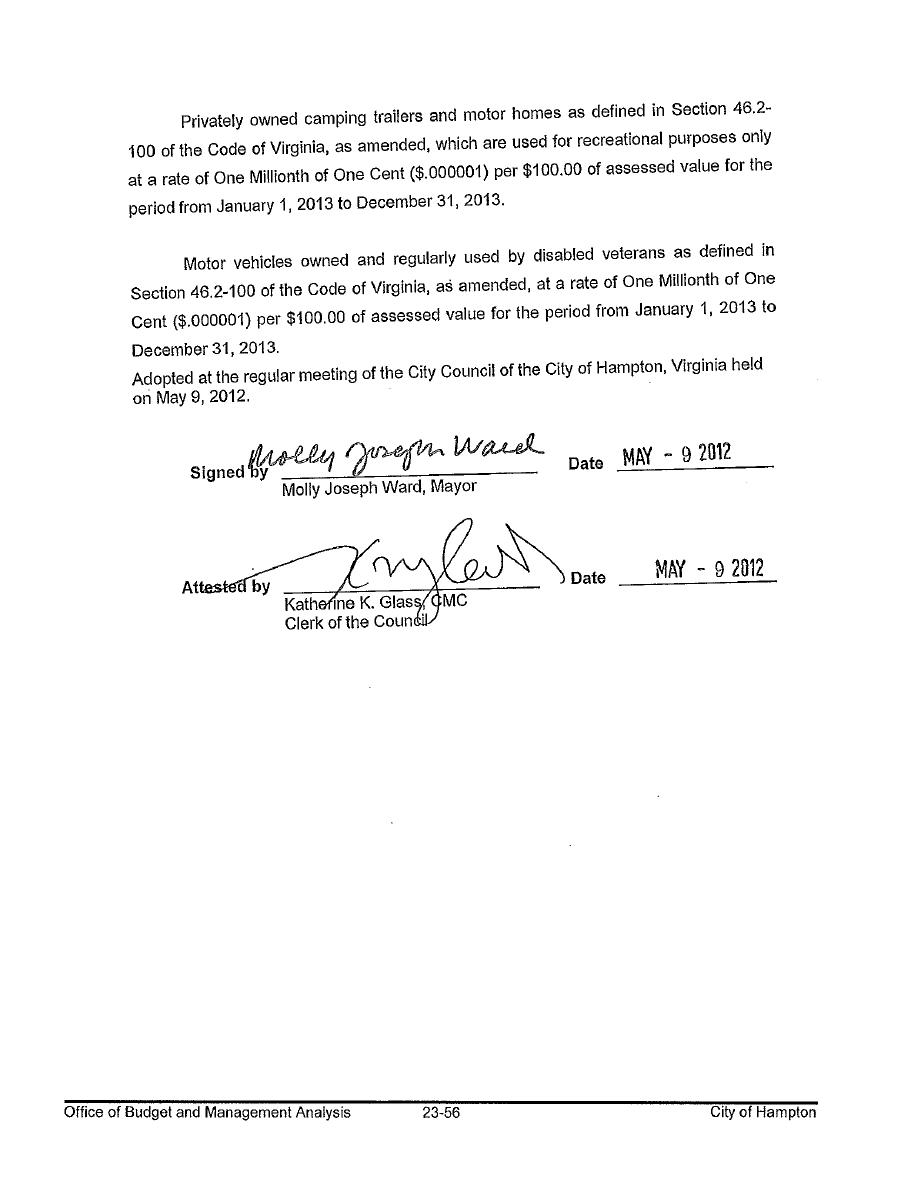 Privately owned camping trailers and motor homes as defined in Section 46.2-
100 of the Code of Virginia, as amended, which are used for recreational purposes only
at a rate of One Millionth of One Cent ($.000001) per $100.00 of assessed value for the
period from January 1, 2013 to December 31, 2013.
Motor vehicles owned and regularly used by disabled veterans as defined in
Section 46.2-100 of the Code of Virginia, as amended, at a rate of One Millionth of One
Cent ($.000001) per $100.00 of assessed value for the period from January 1, 2013 to
December 31, 2013.
Adopted at the regular meeting of the City Council of the City of Hampton, Virginia held
on May 9, 2012.
Signed by Molly Joseph Ward Date MAY - 9 2012
Molly Joseph Ward, Mayor
Attested by Date MAY - 9 2012
Katherine K. Glass, CMC
Clerk of the Council
Office of Budget and Management Analysis 23-56 City of Hampton